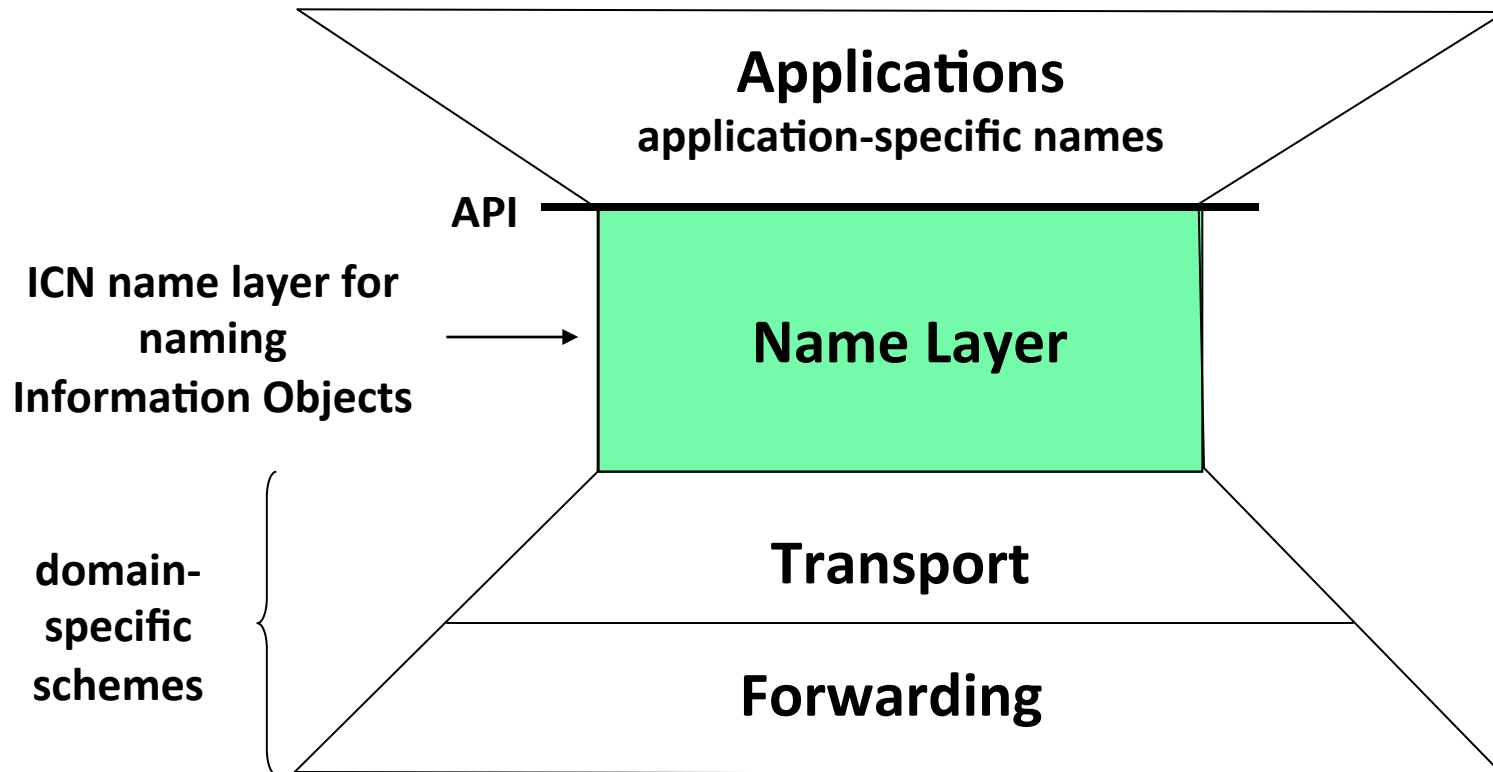 Applications
application-specific names
API
ICN name layer for
naming
Information Objects
Name Layer
domain-
specific
schemes
Transport
Forwarding